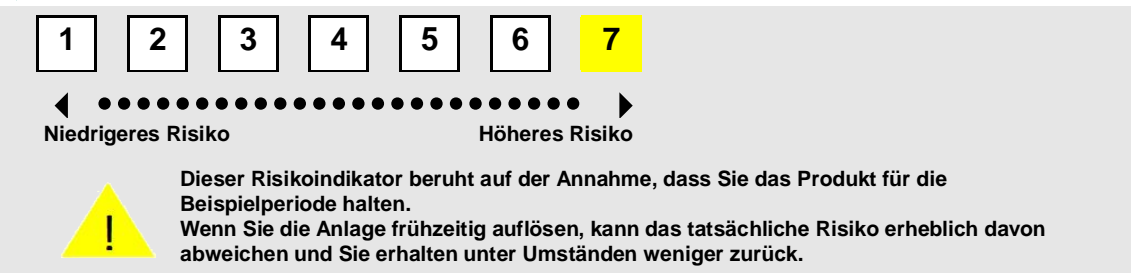 1 2 3 4 5 6 7
Niedrigeres Risiko Höheres Risiko
Dieser Risikoindikator beruht auf der Annahme, dass Sie das Produkt für die
Beispielperiode halten.
Wenn Sie die Anlage frühzeitig auflösen, kann das tatsächliche Risiko erheblich davon
abweichen und Sie erhalten unter Umständen weniger zurück.
!